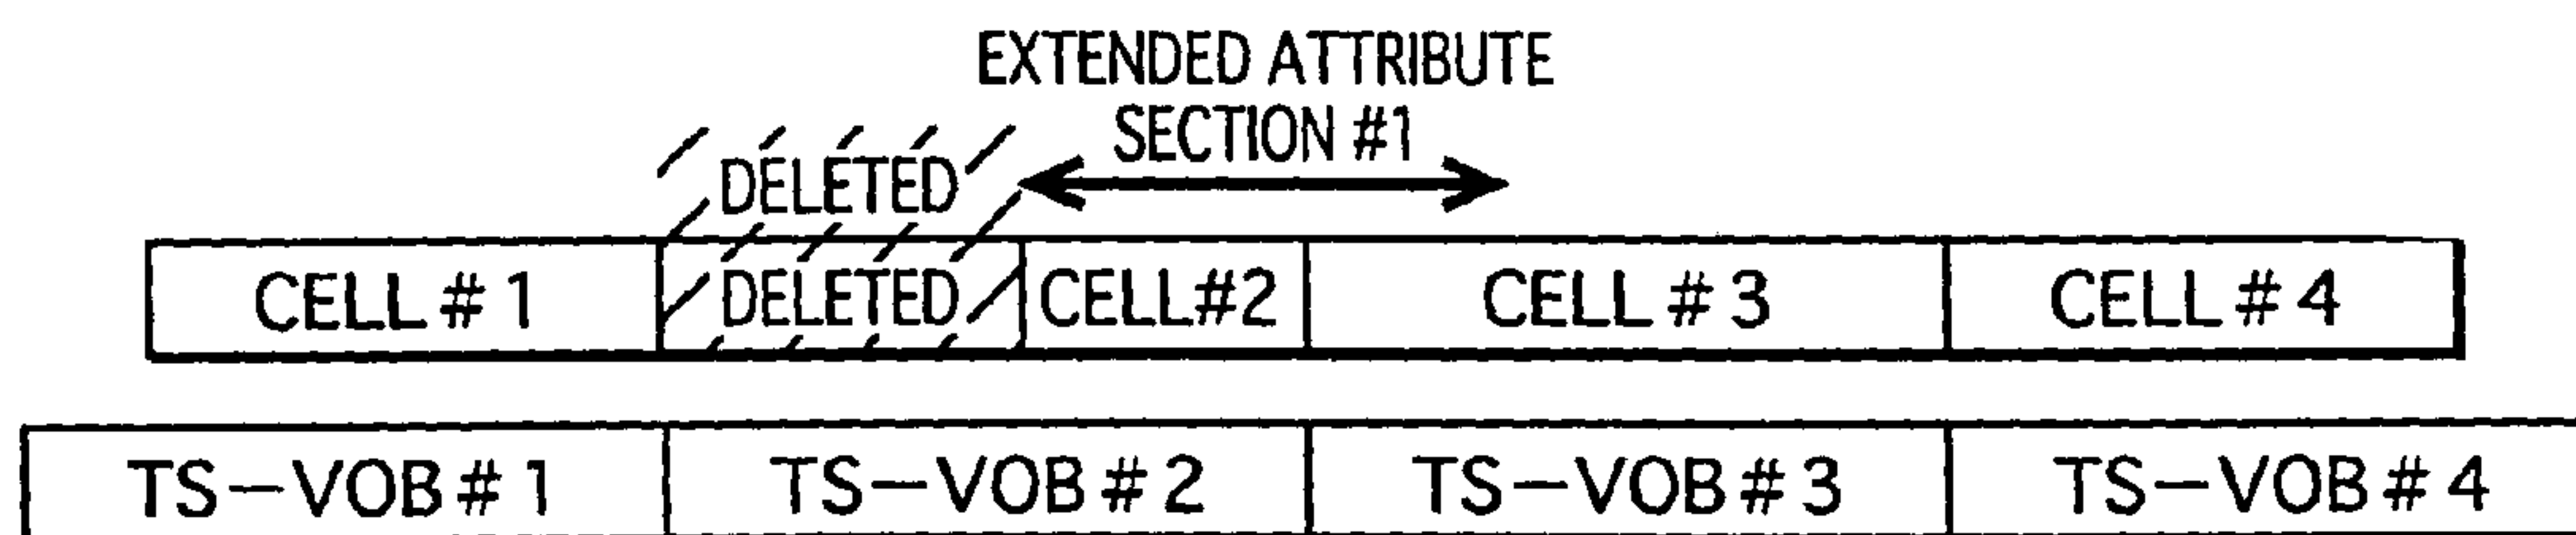 EXTENDED ATTRIBUTE
SECTION #1
DELETED
CELL #1 DELETED CELL#2 CELL #3 CELL #4
TS-VOB #1 TS-VOB #2 TS-VOB #3 TS-VOB #4